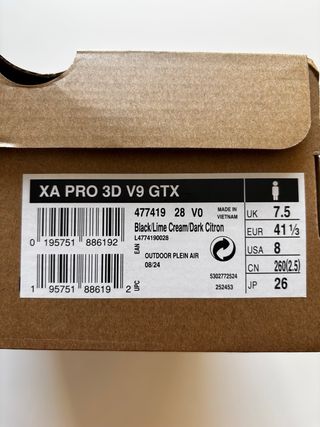 XA PRO 3D V9 GTX
477419 28 V0
MADE IN
VIETNAM
Black/Lime Cream/Dark Citron
L4774190028
0 195751 886192
EAN
OUTDOOR PLEIN AIR
08/24
5302772524
252453
1 95751 88619 2
UPC
UK 7.5
EUR 41 ⅓
USA 8
CN 260(2.5)
JP 26